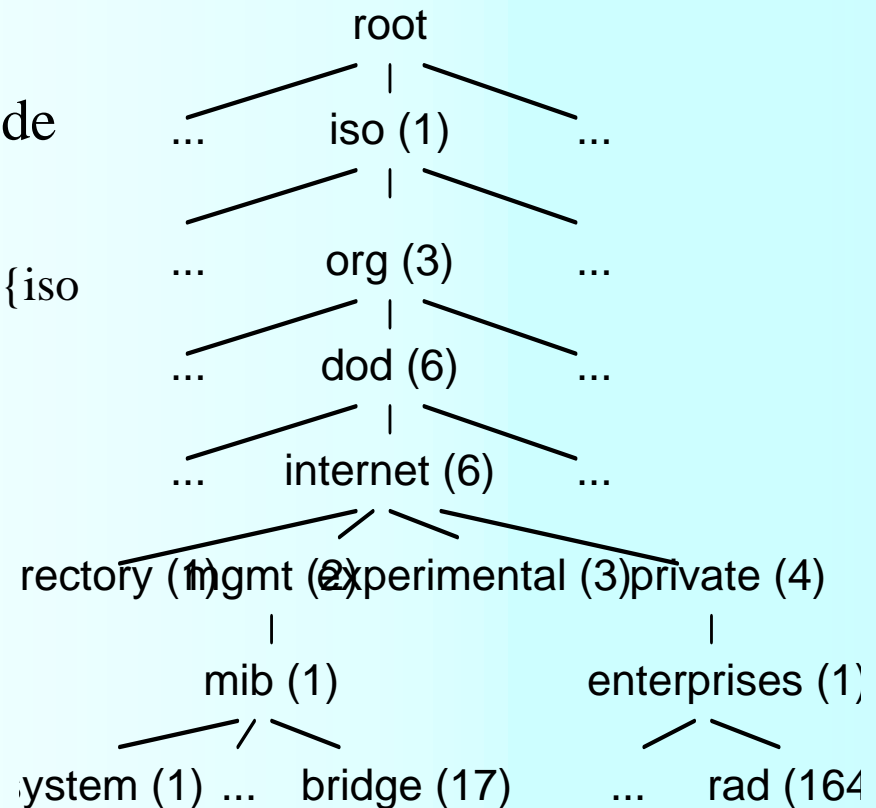 root
de
... iso (1) ...
{iso
... org (3) ...
... dod (6) ...
... internet (6) ...
rectory (1) mgmt (2) experimental (3) private (4)
mib (1) enterprises (1)
ystem (1) ... bridge (17) ... rad (164